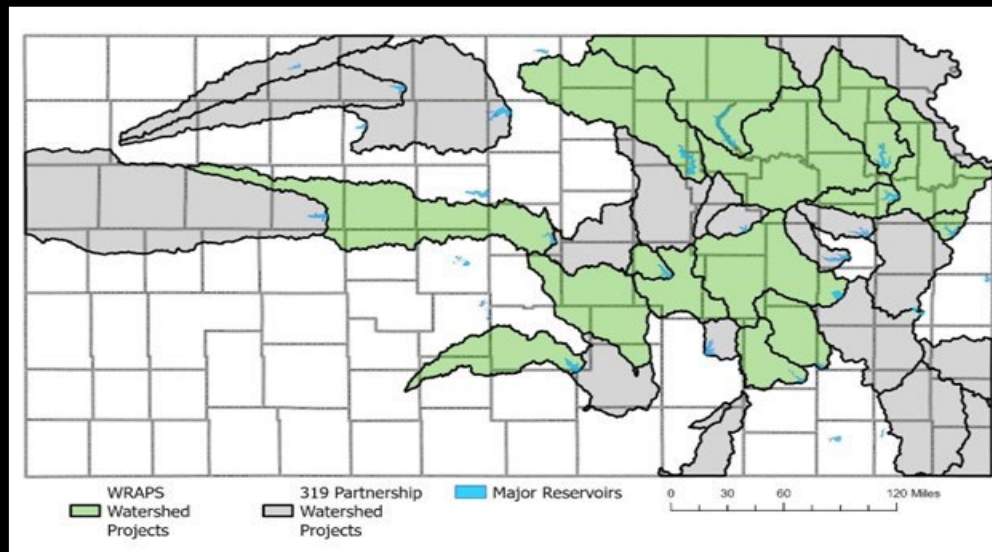 WRAPS
Watershed
Projects
319 Partnership
Watershed
Projects
Major Reservoirs
0 30 60 120 Miles